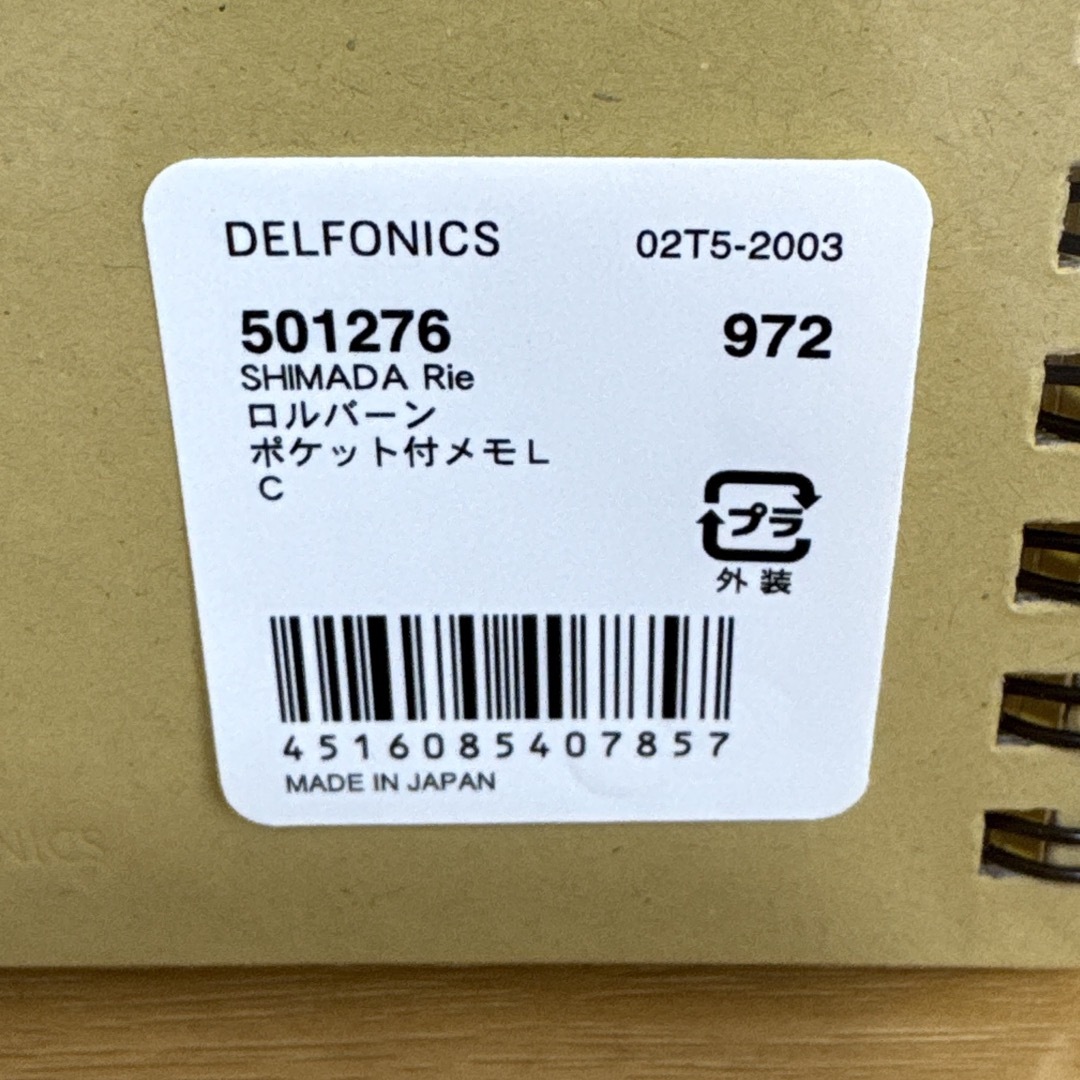 DELFONICS 02T5-2003
501276 972
SHIMADA Rie
ロルバーン
ポケット付メモL
C
プラ
外装
4516085407857
MADE IN JAPAN
NICS